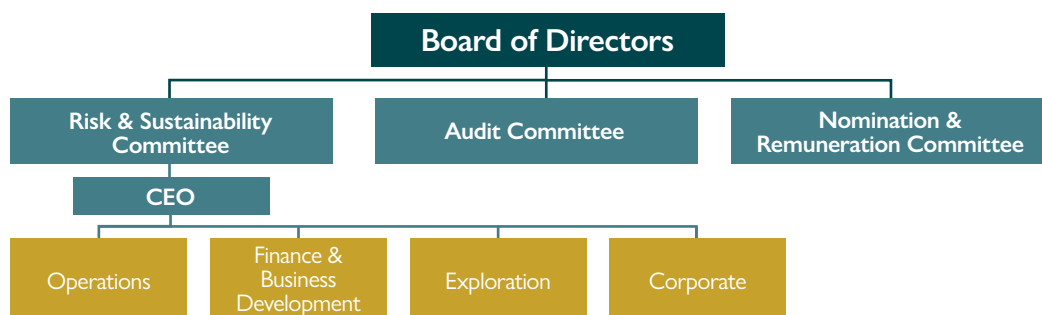 Board of Directors
Risk & Sustainability
Committee
Audit Committee
Nomination &
Remuneration Committee
CEO
Operations
Finance &
Business
Development
Exploration
Corporate